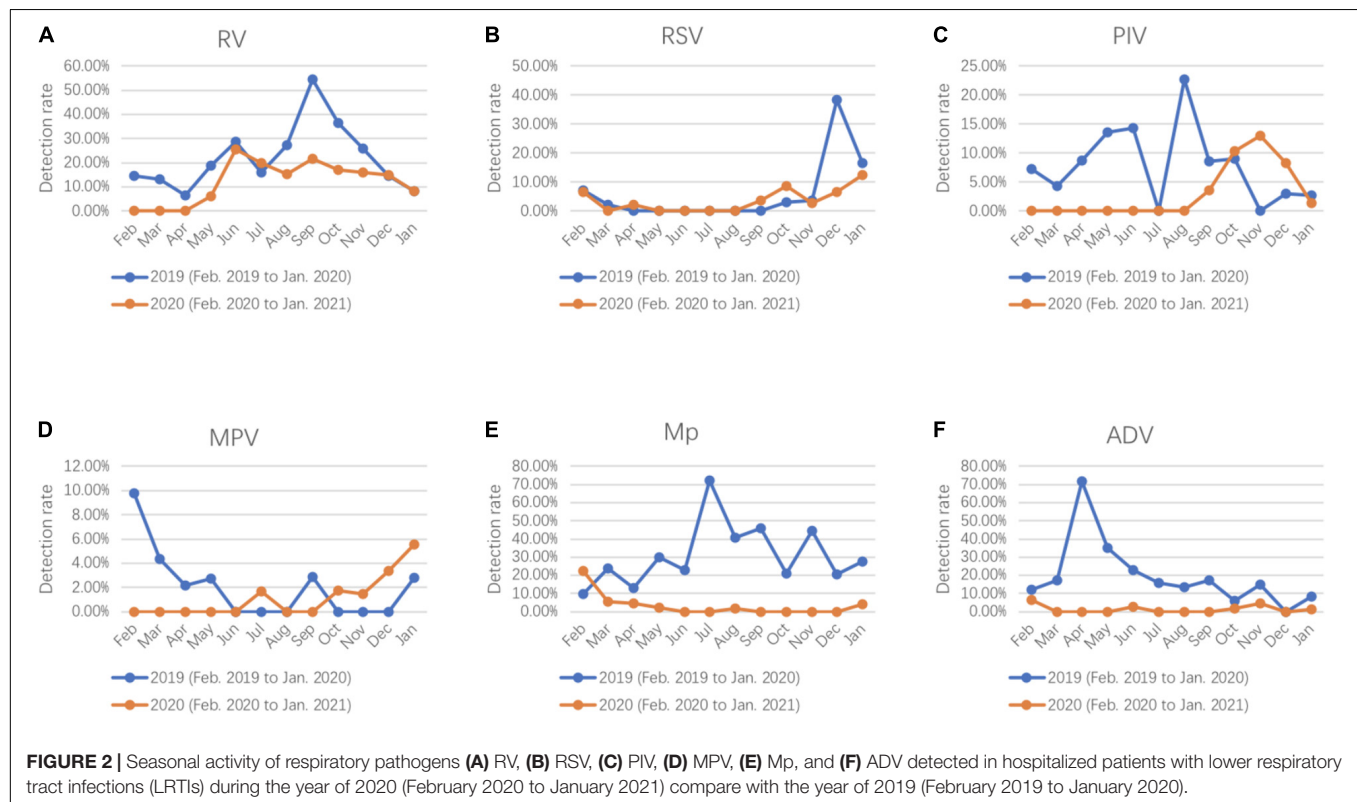 A
RV
Detection rate
60.00%
50.00%
40.00%
30.00%
20.00%
10.00%
0.00%
Feb Mar Apr May Jun Jul Aug Sep Oct Nov Dec Jan
2019 (Feb. 2019 to Jan. 2020)
2020 (Feb. 2020 to Jan. 2021)
B
RSV
Detection rate
50.00%
40.00%
30.00%
20.00%
10.00%
0.00%
Feb Mar Apr May Jun Jul Aug Sep Oct Nov Dec Jan
2019 (Feb. 2019 to Jan. 2020)
2020 (Feb. 2020 to Jan. 2021)
C
PIV
Detection rate
25.00%
20.00%
15.00%
10.00%
5.00%
0.00%
Feb Mar Apr May Jun Jul Aug Sep Oct Nov Dec Jan
2019 (Feb. 2019 to Jan. 2020)
2020 (Feb. 2020 to Jan. 2021)
D
MPV
Detection rate
12.00%
10.00%
8.00%
6.00%
4.00%
2.00%
0.00%
Feb Mar Apr May Jun Jul Aug Sep Oct Nov Dec Jan
2019 (Feb. 2019 to Jan. 2020)
2020 (Feb. 2020 to Jan. 2021)
E
Mp
Detection rate
80.00%
70.00%
60.00%
50.00%
40.00%
30.00%
20.00%
10.00%
0.00%
Feb Mar Apr May Jun Jul Aug Sep Oct Nov Dec Jan
2019 (Feb. 2019 to Jan. 2020)
2020 (Feb. 2020 to Jan. 2021)
F
ADV
Detection rate
80.00%
70.00%
60.00%
50.00%
40.00%
30.00%
20.00%
10.00%
0.00%
Feb Mar Apr May Jun Jul Aug Sep Oct Nov Dec Jan
2019 (Feb. 2019 to Jan. 2020)
2020 (Feb. 2020 to Jan. 2021)
FIGURE 2 | Seasonal activity of respiratory pathogens (A) RV, (B) RSV, (C) PIV, (D) MPV, (E) Mp, and (F) ADV detected in hospitalized patients with lower respiratory
tract infections (LRTIs) during the year of 2020 (February 2020 to January 2021) compare with the year of 2019 (February 2019 to January 2020).